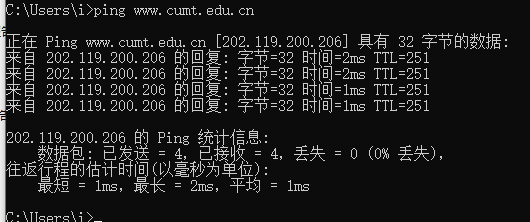 C:\Users\i>ping www.cumt.edu.cn
正在 Ping www.cumt.edu.cn [202.119.200.206] 具有 32 字节的数据:
来自 202.119.200.206 的回复: 字节=32 时间=2ms TTL=251
来自 202.119.200.206 的回复: 字节=32 时间=2ms TTL=251
来自 202.119.200.206 的回复: 字节=32 时间=1ms TTL=251
来自 202.119.200.206 的回复: 字节=32 时间=1ms TTL=251
202.119.200.206 的 Ping 统计信息:
数据包: 已发送 = 4, 已接收 = 4, 丢失 = 0 (0% 丢失),
往返行程的估计时间(以毫秒为单位):
最短 = 1ms, 最长 = 2ms, 平均 = 1ms
C:\Users\i>_